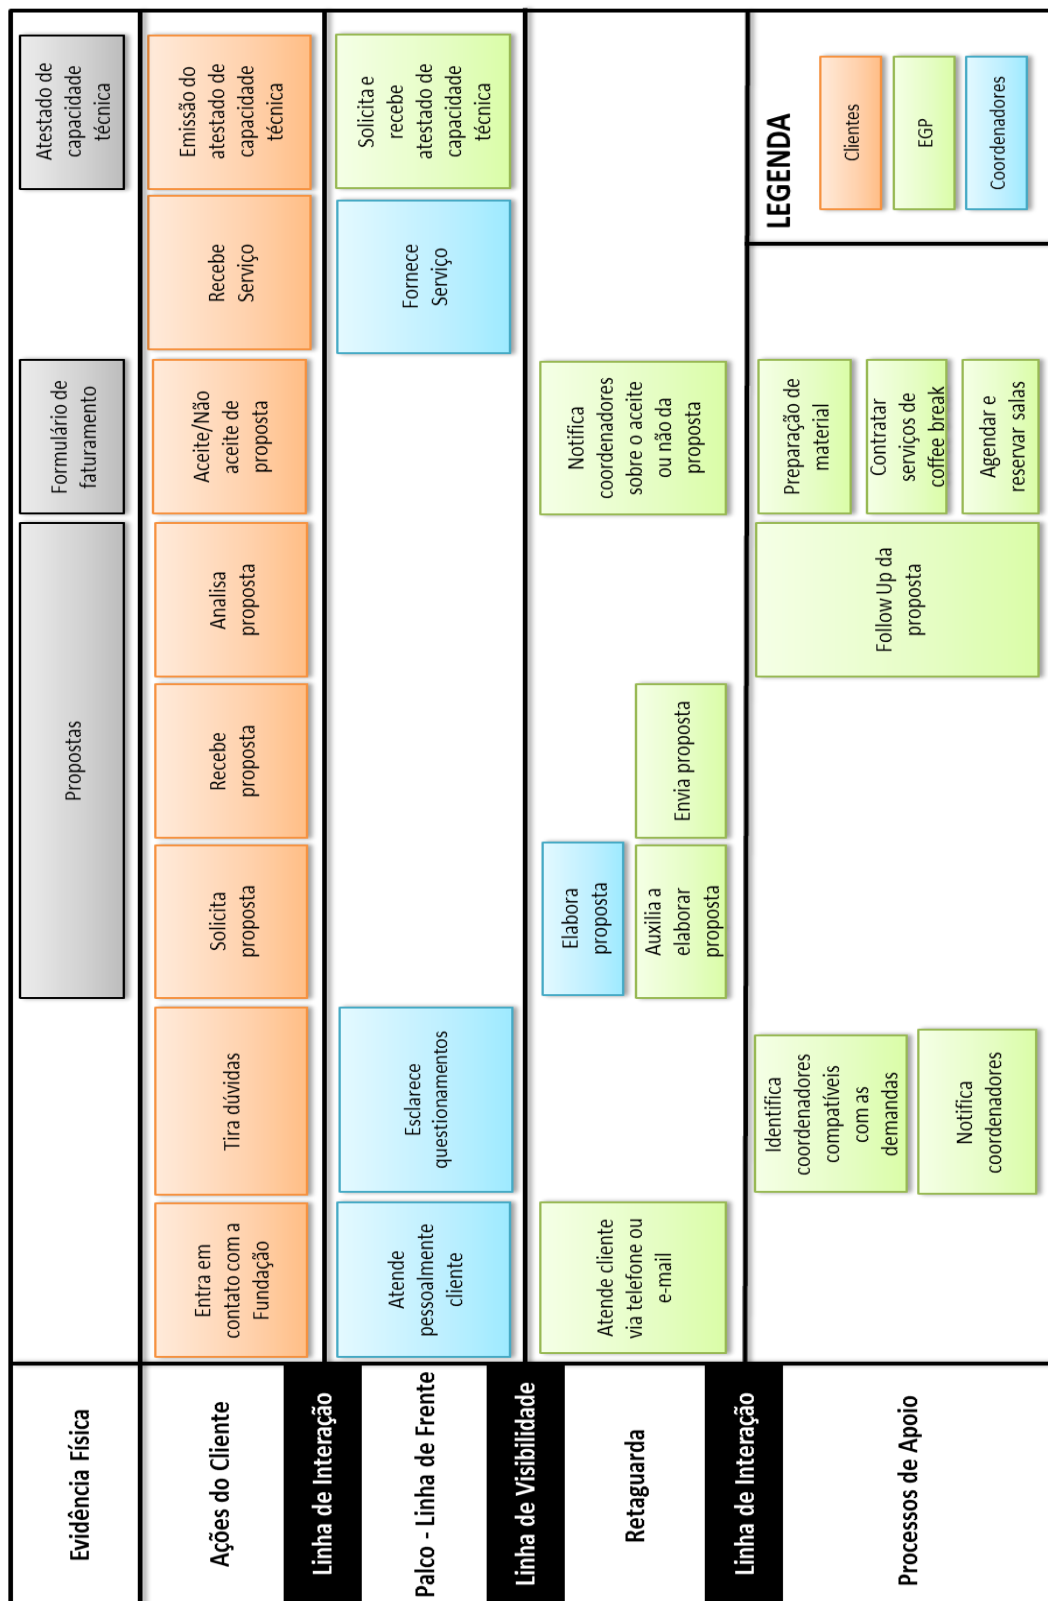 Evidência Física
Propostas
Formulário de
faturamento
Atestado de
capacidade
técnica
Ações do Cliente
Entra em
contato com a
Fundação
Tira dúvidas
Solicita
proposta
Recebe
proposta
Analisa
proposta
Aceite/Não
aceite de
proposta
Recebe
Serviço
Emissão do
atestado de
capacidade
técnica
Linha de Interação
Palco - Linha de Frente
Atende
pessoalmente
cliente
Esclarece
questionamentos
Fornece
Serviço
Solicita e
recebe
atestado de
capacidade
técnica
Linha de Visibilidade
Retaguarda
Atende cliente
via telefone ou
e-mail
Elabora
proposta
Auxilia a
elaborar
proposta
Envia proposta
Notifica
coordenadores
sobre o aceite
ou não da
proposta
Linha de Interação
Processos de Apoio
Identifica
coordenadores
compatíveis
com as
demandas
Notifica
coordenadores
Follow Up da
proposta
Preparação de
material
Contratar
serviços de
coffee break
Agendar e
reservar salas
LEGENDA
Clientes
EGP
Coordenadores